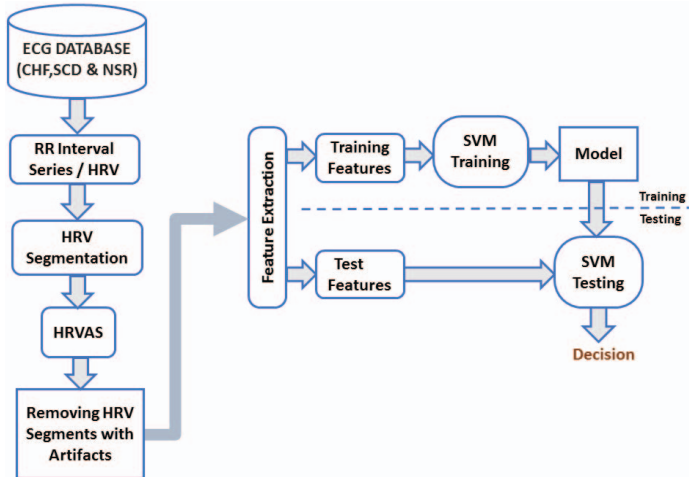 ECG DATABASE
(CHF,SCD & NSR)
RR Interval
Series / HRV
HRV
Segmentation
HRVAS
Removing HRV
Segments with
Artifacts
Feature Extraction
Training
Features
SVM
Training
Model
Training
Testing
Test
Features
SVM
Testing
Decision